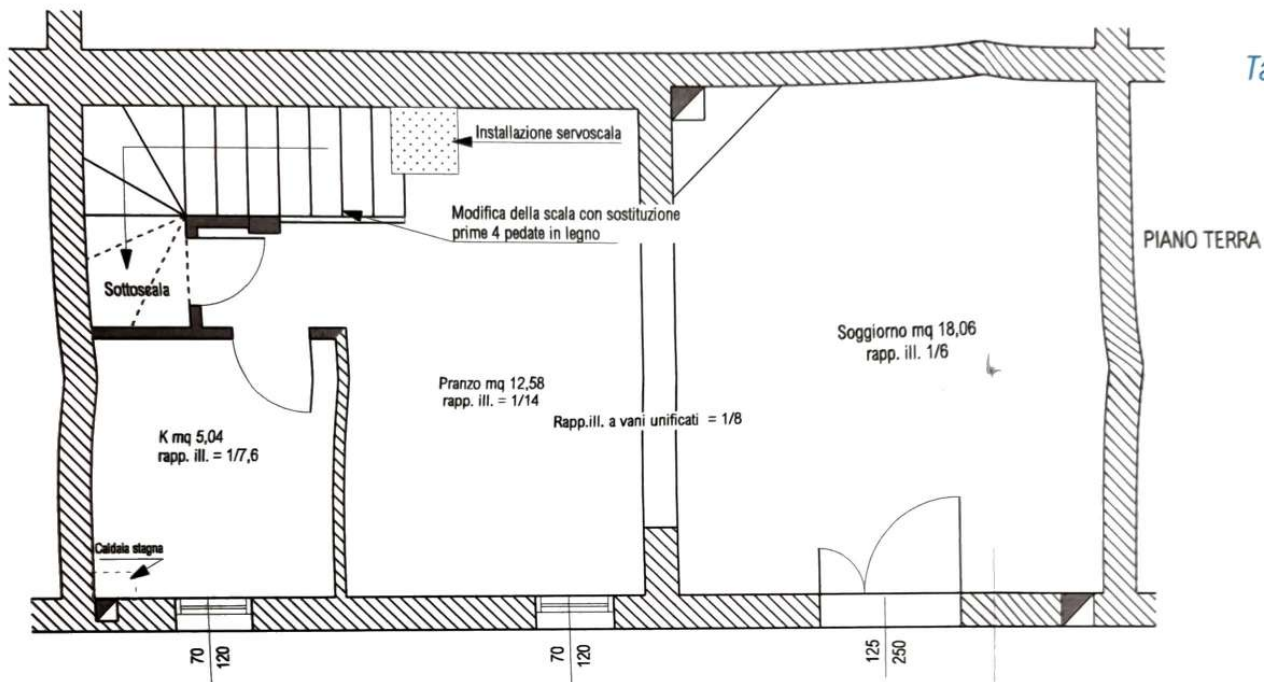 Ta
Installazione servoscala
Modifica della scala con sostituzione
prime 4 pedate in legno
PIANO TERRA
Sottoscala
Soggiorno mq 18,06
rapp. ill. 1/6
Pranzo mq 12,58
rapp. ill. = 1/14
Rapp.ill. a vani unificati = 1/8
K mq 5,04
rapp. ill. = 1/7,6
Caldaia stagna
70
120
70
120
125
250